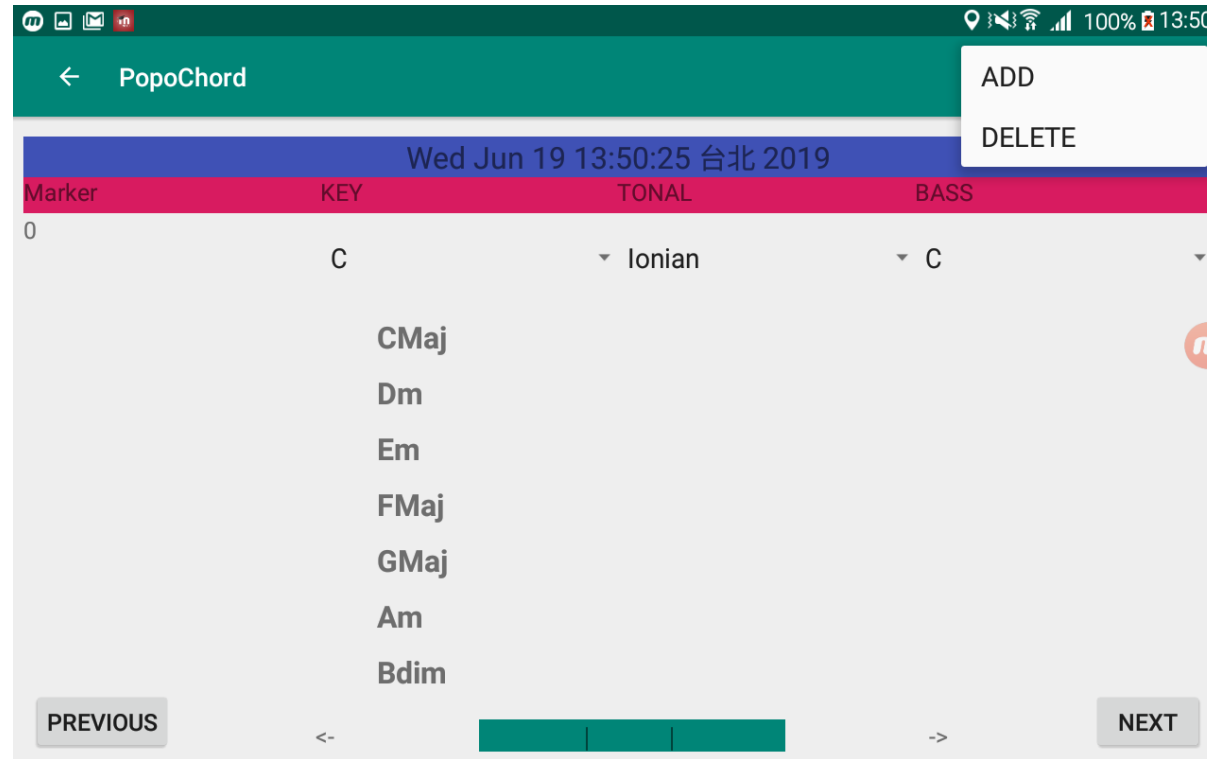 100% 13:50
PopoChord
ADD
DELETE
Wed Jun 19 13:50:25 台北 2019
Marker KEY TONAL BASS
0
C Ionian C
CMaj
Dm
Em
FMaj
GMaj
Am
Bdim
PREVIOUS <- -> NEXT